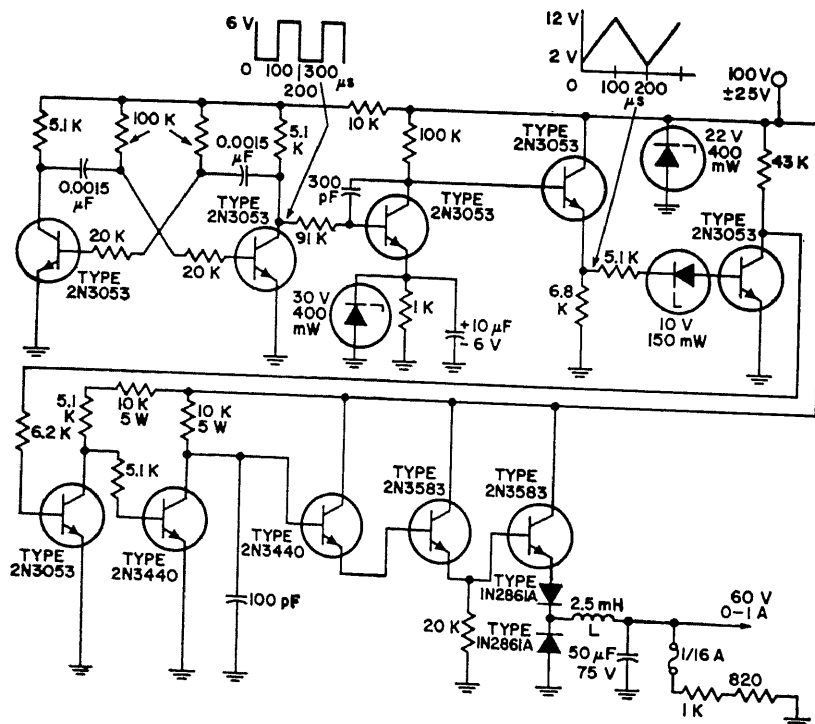 6 V
0 100 300 μs
200
12 V
2 V
0 100 200
μs
100 V
±25V
5.1 K
100 K
0.0015
μF
5.1
K
10 K
100 K
TYPE
2N3053
22 V
400
mW
43 K
0.0015
μF
TYPE
2N3053
300
pF
TYPE
2N3053
TYPE
2N3053
20 K
20 K
91 K
5.1 K
TYPE
2N3053
30 V
400
mW
1 K
+10 μF
- 6 V
6.8
K
L
10 V
150 mW
5.1
K
10 K
5 W
10 K
5 W
6.2 K
5.1 K
TYPE
2N3583
TYPE
2N3583
TYPE
2N3053
TYPE
2N3440
TYPE
2N3440
100 pF
20 K
TYPE
1N2861A
TYPE
1N2861A
2.5 mH
L
60 V
0-1 A
50 μF
75 V
1/16 A
820
1 K